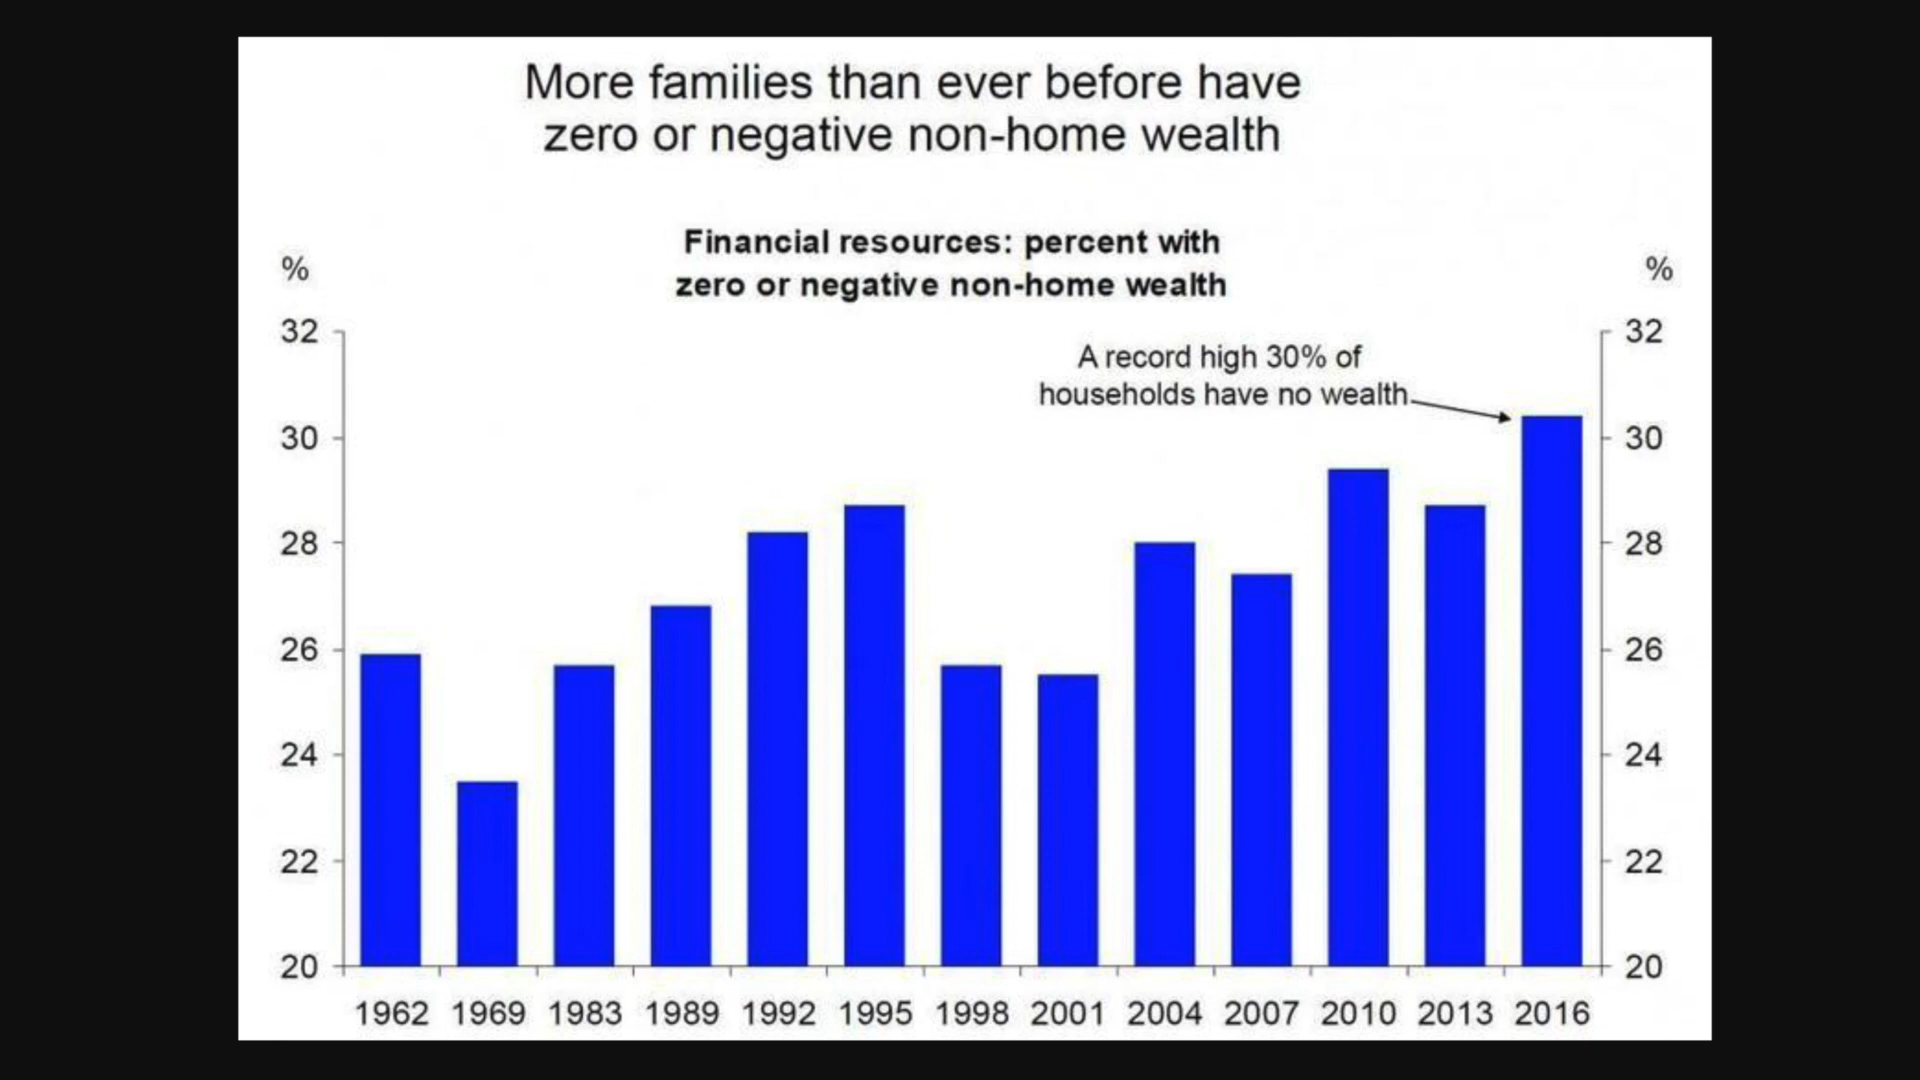 More families than ever before have
zero or negative non-home wealth
Financial resources: percent with
zero or negative non-home wealth
%
%
A record high 30% of
households have no wealth
32
30
28
26
24
22
20
32
30
28
26
24
22
20
1962 1969 1983 1989 1992 1995 1998 2001 2004 2007 2010 2013 2016